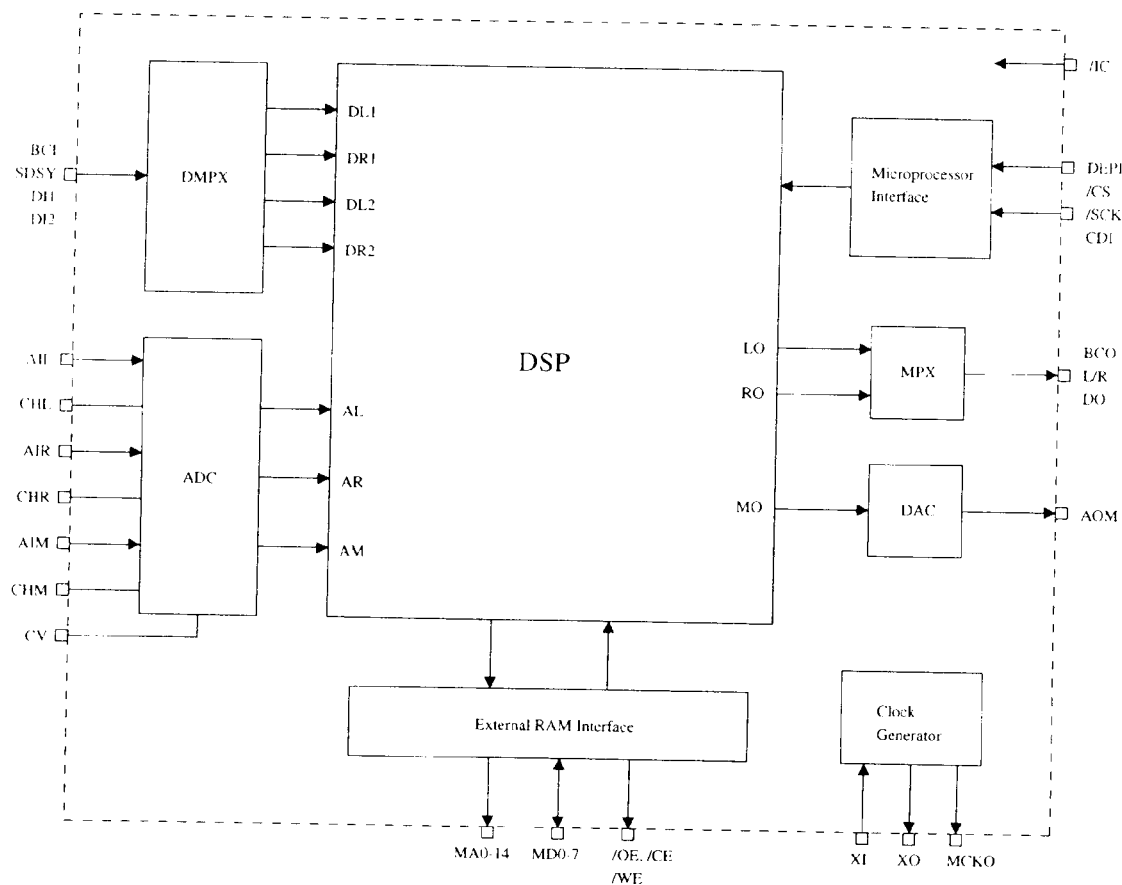 /IC
DL1
BCI
SDSY
DI1
DI2
DMPX
DR1
DL2
DR2
Microprocessor
Interface
DEPI
/CS
/SCK
CDI
AIL
CHL
AIR
CHR
AIM
CHM
CV
ADC
AL
AR
AM
DSP
LO
RO
MO
MPX
BCO
L/R
DO
DAC
AOM
External RAM Interface
Clock
Generator
MA0-14
MD0-7
/OE, /CE
/WE
XI
XO
MCKO